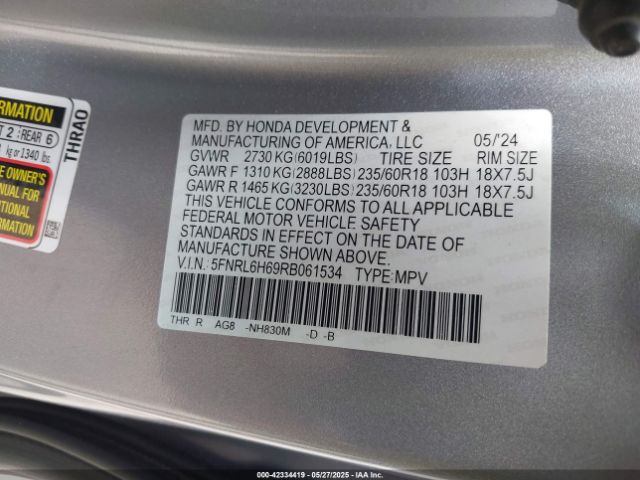 RMATION
T 2 : REAR 6
kg or 1340 lbs.
OWNER'S
NUAL FOR
ITIONAL
RMATION
THRA0
MFD. BY HONDA DEVELOPMENT &
MANUFACTURING OF AMERICA, LLC 05/'24
GVWR 2730 KG(6019LBS) TIRE SIZE RIM SIZE
GAWR F 1310 KG(2888LBS)235/60R18 103H 18X7.5J
GAWR R 1465 KG(3230LBS)235/60R18 103H 18X7.5J
THIS VEHICLE CONFORMS TO ALL APPLICABLE
FEDERAL MOTOR VEHICLE SAFETY
STANDARDS IN EFFECT ON THE DATE OF
MANUFACTURE SHOWN ABOVE.
V.I.N.: 5FNRL6H69RB061534 TYPE:MPV
THR R AG8 -NH830M -D -B
000-42334419 | 05/27/2025 | IAAI.COM